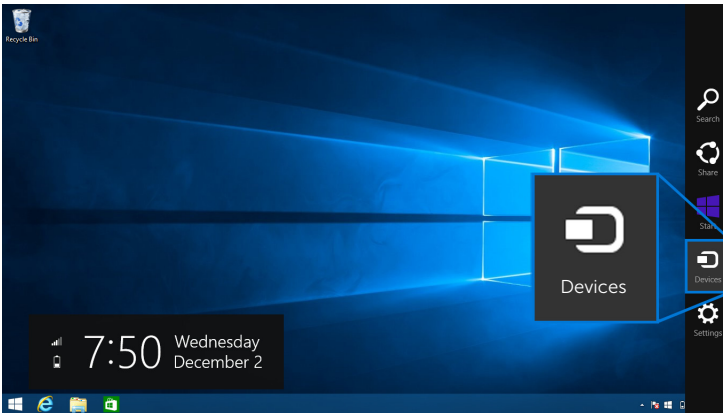 Recycle Bin
Search
Share
Start
Devices
Devices
Settings
7:50
Wednesday
December 2